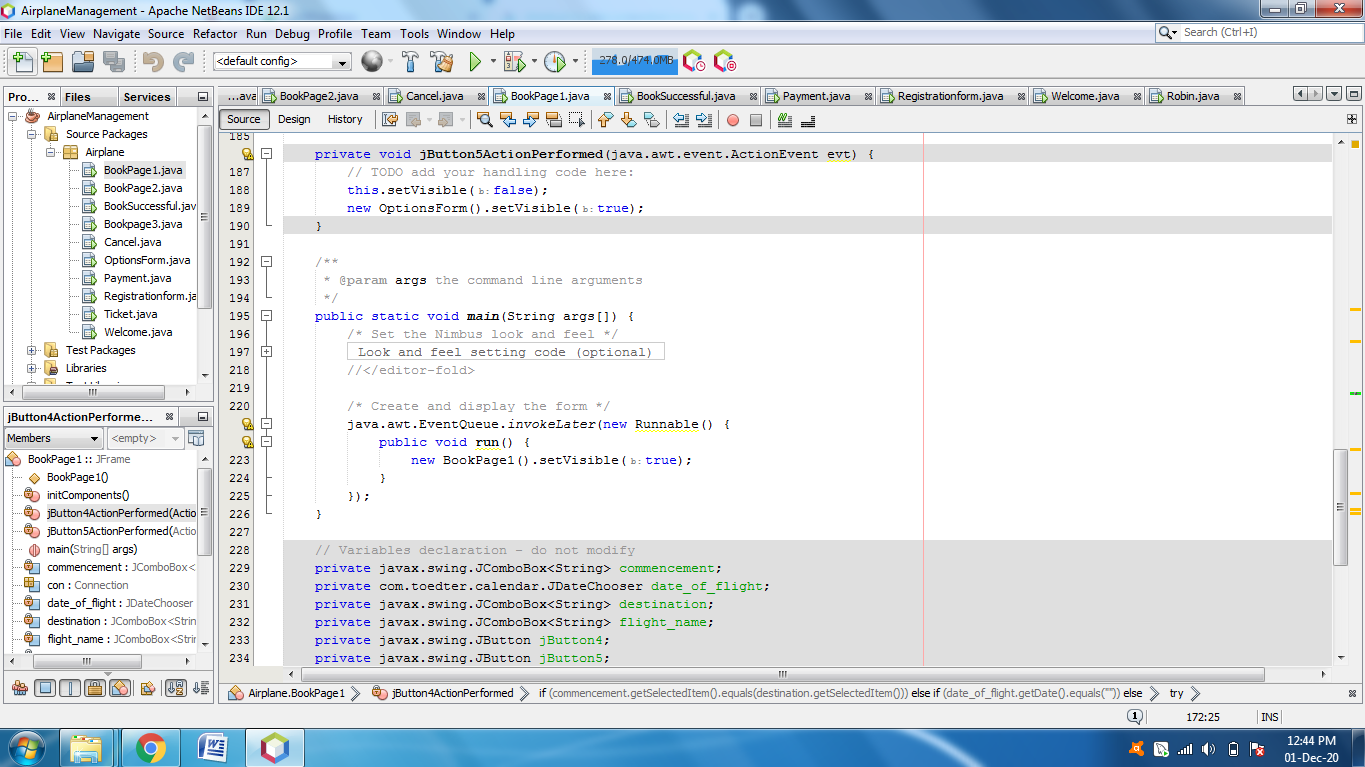 AirplaneManagement - Apache NetBeans IDE 12.1
File Edit View Navigate Source Refactor Run Debug Profile Team Tools Window Help
Search (Ctrl+I)
<default config>
278.0/474.0MB
Pro... Files Services
...ava BookPage2.java Cancel.java BookPage1.java BookSuccessful.java Payment.java Registrationform.java Welcome.java Robin.java
Source Design History
AirplaneManagement
Source Packages
Airplane
BookPage1.java
BookPage2.java
BookSuccessful.jav
Bookpage3.java
Cancel.java
OptionsForm.java
Payment.java
Registrationform.ja
Ticket.java
Welcome.java
Test Packages
Libraries
jButton4ActionPerforme...
Members <empty>
BookPage1 :: JFrame
BookPage1()
initComponents()
jButton4ActionPerformed(Actio
jButton5ActionPerformed(Actio
main(String[] args)
commencement : JComboBox<
con : Connection
date_of_flight : JDateChooser
destination : JComboBox<Strin
flight_name : JComboBox<Strin
185
private void jButton5ActionPerformed(java.awt.event.ActionEvent evt) {
187 // TODO add your handling code here:
188 this.setVisible(b:false);
189 new OptionsForm().setVisible(b:true);
190 }
191
192 /**
193 * @param args the command line arguments
194 */
195 public static void main(String args[]) {
196 /* Set the Nimbus look and feel */
197 Look and feel setting code (optional)
218 //</editor-fold>
219
220 /* Create and display the form */
java.awt.EventQueue.invokeLater(new Runnable() {
public void run() {
223 new BookPage1().setVisible(b:true);
224 }
225 });
226 }
227
228 // Variables declaration - do not modify
229 private javax.swing.JComboBox<String> commencement;
230 private com.toedter.calendar.JDateChooser date_of_flight;
231 private javax.swing.JComboBox<String> destination;
232 private javax.swing.JComboBox<String> flight_name;
233 private javax.swing.JButton jButton4;
234 private javax.swing.JButton jButton5;
Airplane.BookPage1 jButton4ActionPerformed if (commencement.getSelectedItem().equals(destination.getSelectedItem())) else if (date_of_flight.getDate().equals("")) else try
1 172:25 INS
12:44 PM
01-Dec-20